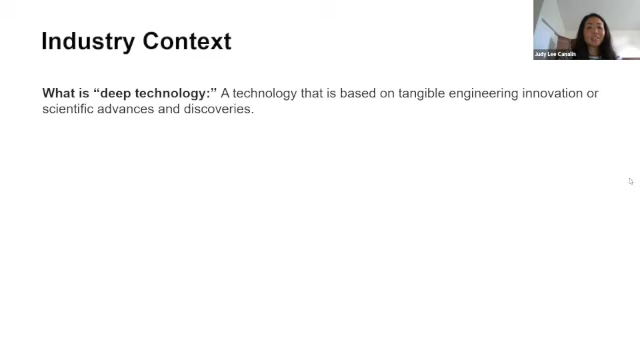 Industry Context
Judy Lee Canalis
What is “deep technology:” A technology that is based on tangible engineering innovation or
scientific advances and discoveries.